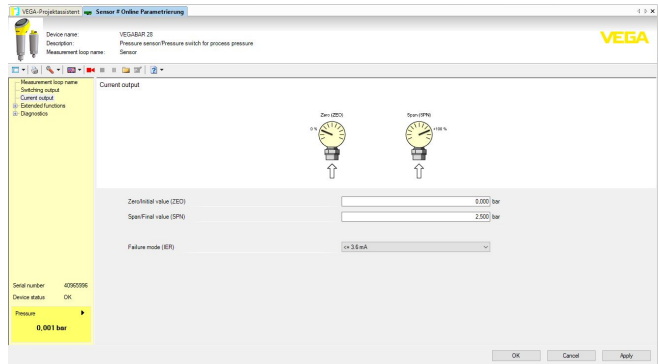 VEGA-Projektassistent
Sensor # Online Parametrierung
Device name: VEGABAR 28
Description: Pressure sensor/Pressure switch for process pressure
Measurement loop name: Sensor
VEGA
Measurement loop name
Switching output
Current output
Extended functions
Diagnostics
Current output
Zero (ZEO)
0 %
Span (SPN)
+100 %
Zero/Initial value (ZEO) 0,000 bar
Span/Final value (SPN) 2,500 bar
Failure mode (IER) <= 3.6 mA
Serial number 40965996
Device status OK
Pressure
0,001 bar
OK Cancel Apply